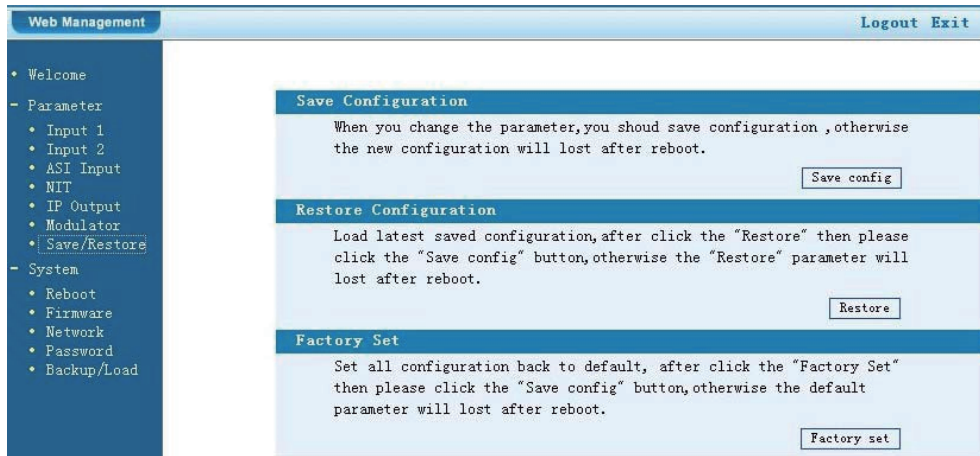 Web Management
Logout Exit
Welcome
Parameter
Input 1
Input 2
ASI Input
NIT
IP Output
Modulator
Save/Restore
System
Reboot
Firmware
Network
Password
Backup/Load
Save Configuration
When you change the parameter,you shoud save configuration ,otherwise
the new configuration will lost after reboot.
Save config
Restore Configuration
Load latest saved configuration,after click the "Restore" then please
click the "Save config" button,otherwise the "Restore" parameter will
lost after reboot.
Restore
Factory Set
Set all configuration back to default, after click the "Factory Set"
then please click the "Save config" button,otherwise the default
parameter will lost after reboot.
Factory set